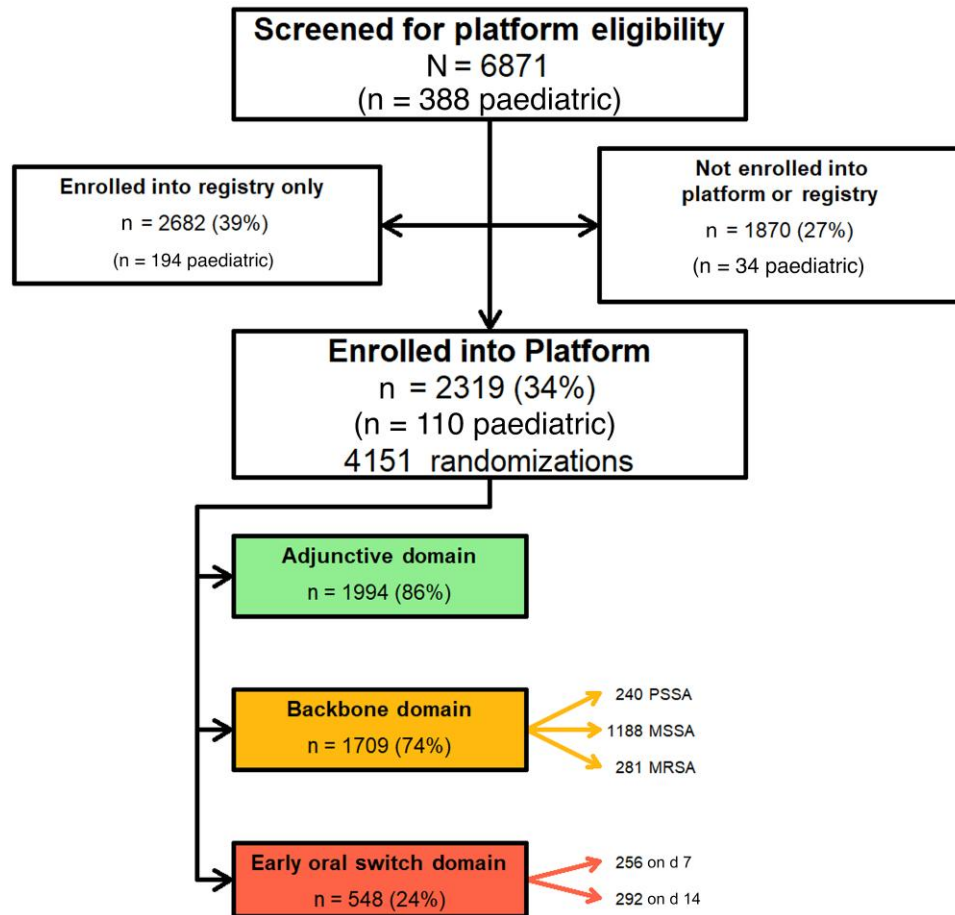 Screened for platform eligibility
N = 6871
(n = 388 paediatric)
Enrolled into registry only
n = 2682 (39%)
(n = 194 paediatric)
Not enrolled into
platform or registry
n = 1870 (27%)
(n = 34 paediatric)
Enrolled into Platform
n = 2319 (34%)
(n = 110 paediatric)
4151 randomizations
Adjunctive domain
n = 1994 (86%)
Backbone domain
n = 1709 (74%)
240 PSSA
1188 MSSA
281 MRSA
Early oral switch domain
n = 548 (24%)
256 on d 7
292 on d 14